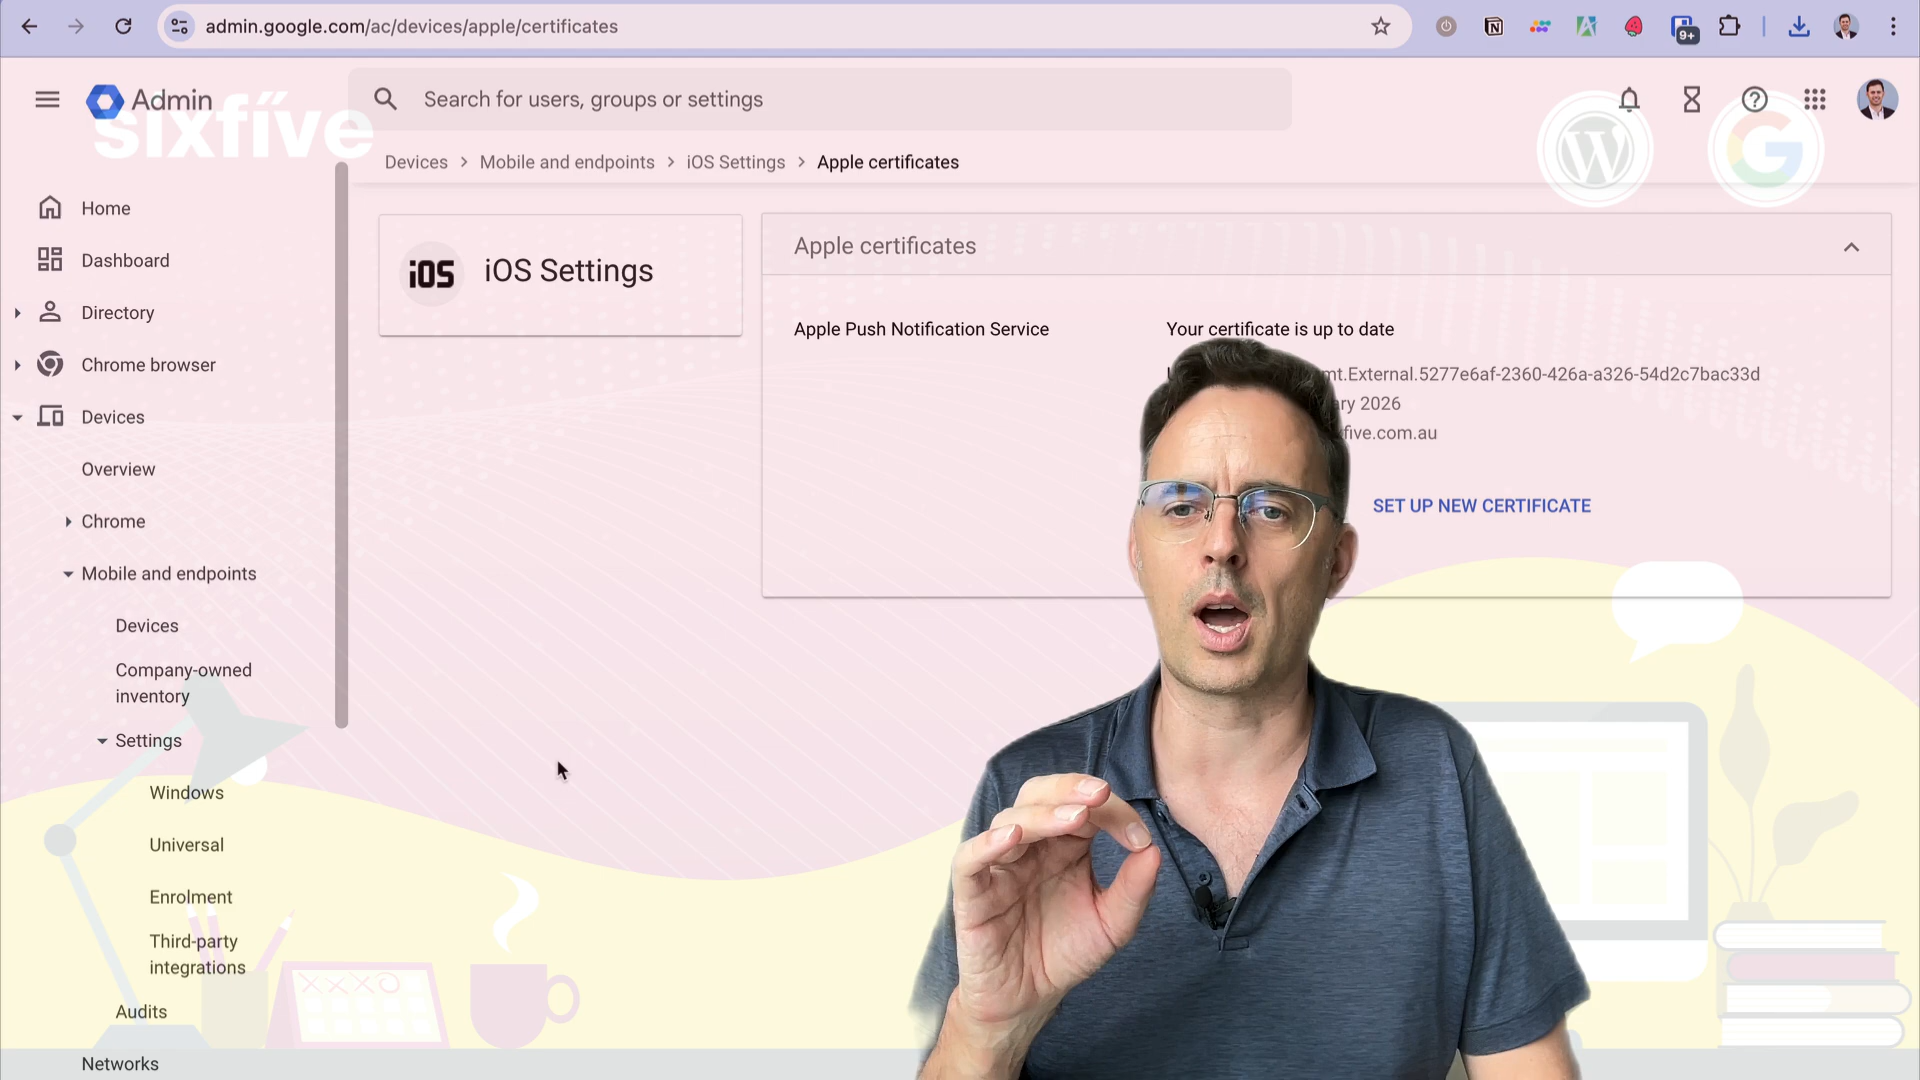 admin.google.com/ac/devices/apple/certificates
9+
Admin
Search for users, groups or settings
sixfive
Devices > Mobile and endpoints > iOS Settings > Apple certificates
Home
Dashboard
Directory
Chrome browser
Devices
Overview
Chrome
Mobile and endpoints
Devices
Company-owned
inventory
Settings
Windows
Universal
Enrolment
Third-party
integrations
Audits
Networks
iOS
iOS Settings
Apple certificates
Apple Push Notification Service
Your certificate is up to date
mt.External.5277e6af-2360-426a-a326-54d2c7bac33d
ary 2026
five.com.au
SET UP NEW CERTIFICATE